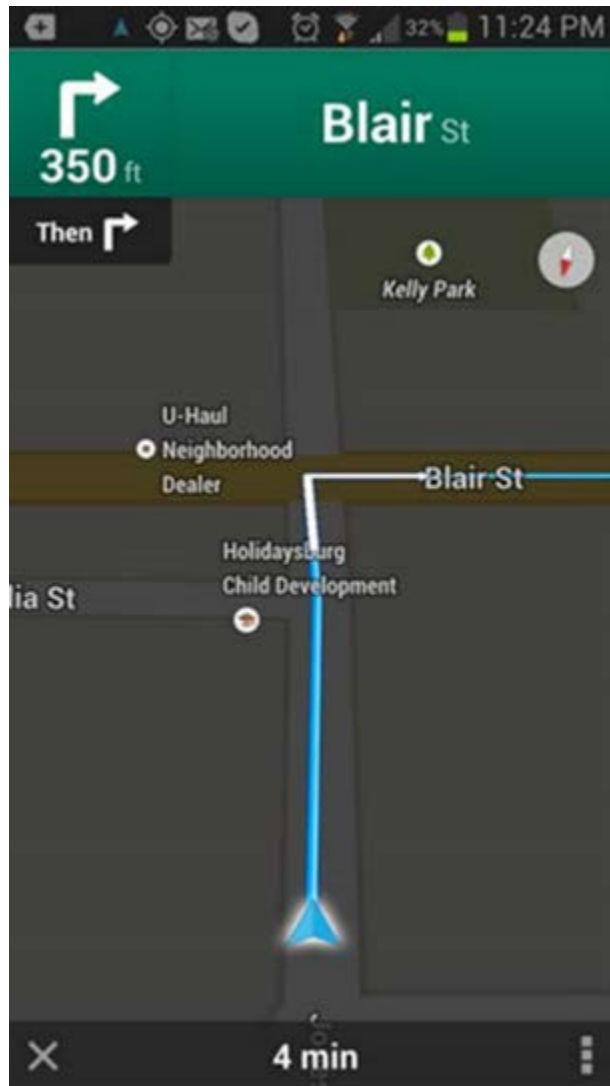 32% 11:24 PM
Blair St
350 ft
Then
Kelly Park
U-Haul
Neighborhood
Dealer
Blair St
Holidaysburg
Child Development
lia St
4 min